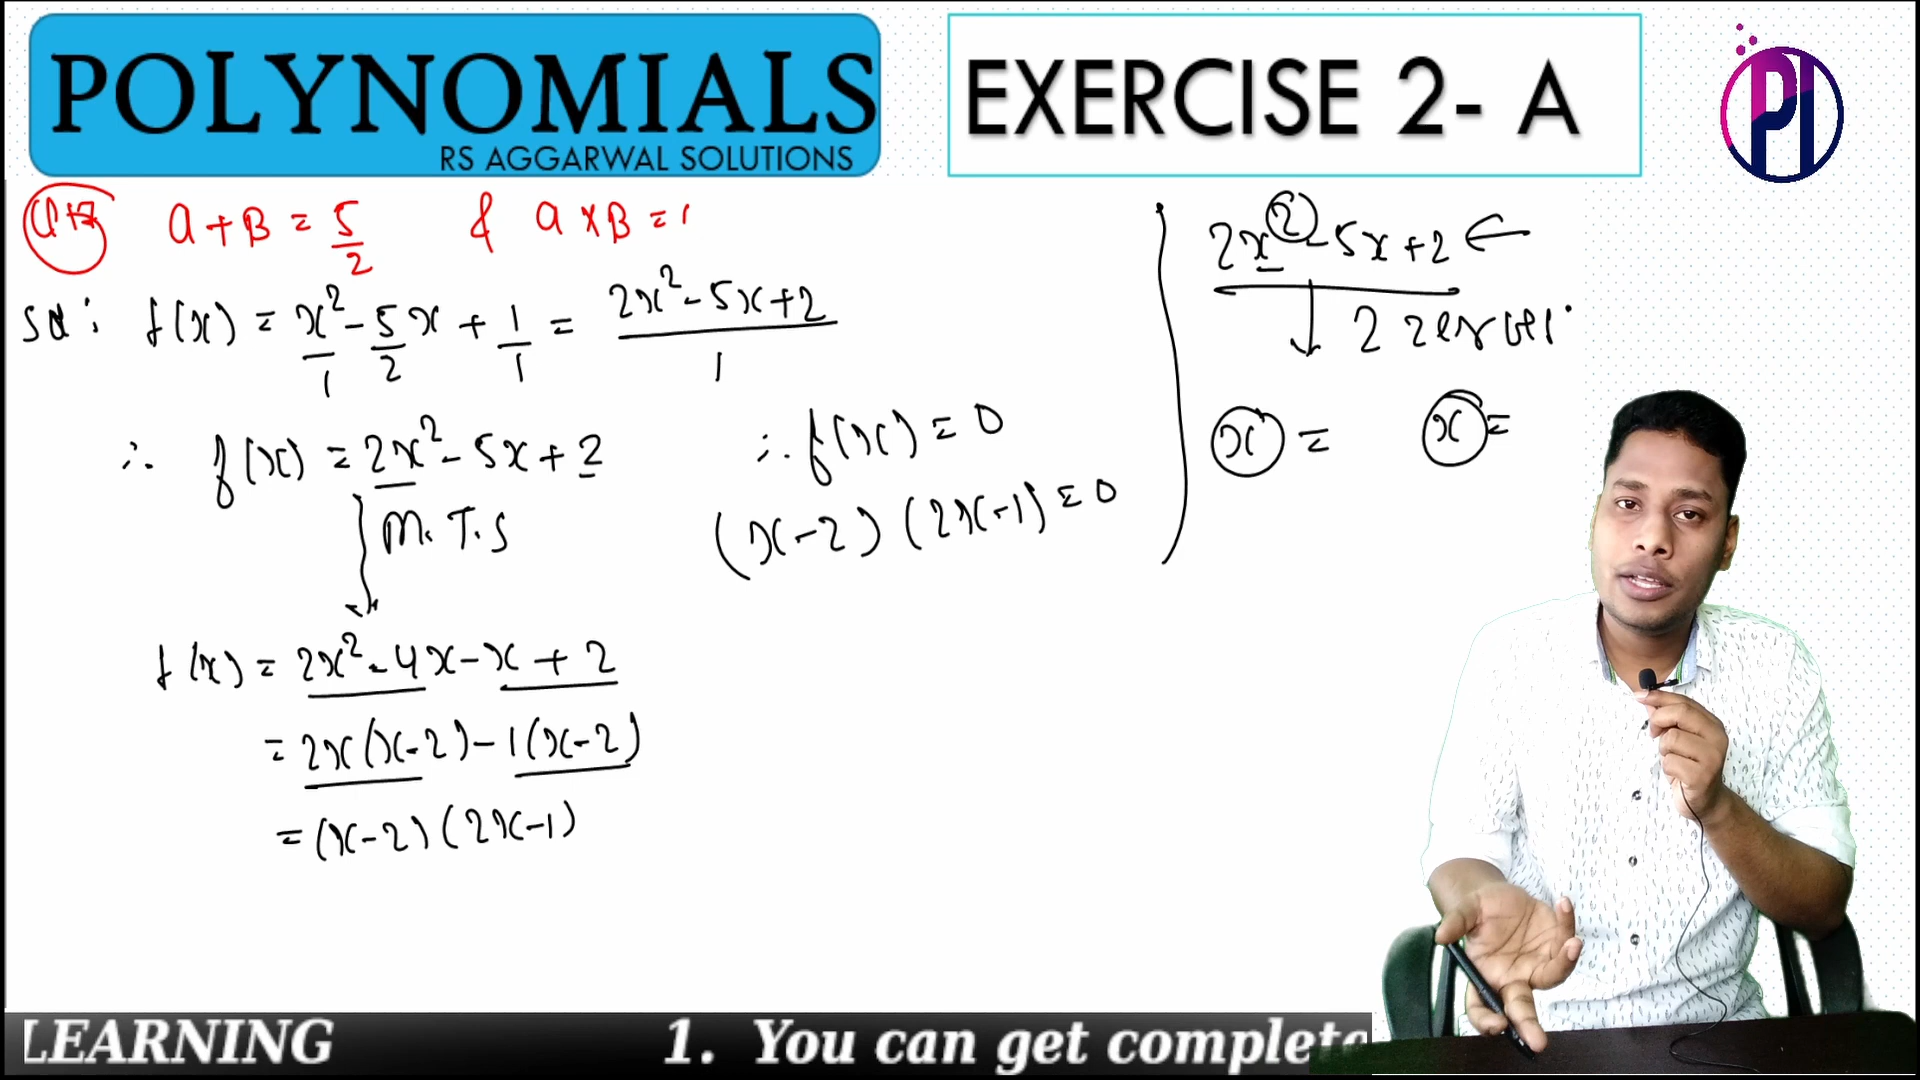 POLYNOMIALS
RS AGGARWAL SOLUTIONS
EXERCISE 2- A
PI
a + B = 5/2 & a × B = 1
Sol: f(x) = x²/1 - 5/2 x + 1/1 = 2x² - 5x + 2 / 1
∴ f(x) = 2x² - 5x + 2
M. T. S
f(x) = 2x² - 4x - x + 2
= 2x(x-2) - 1(x-2)
= (x-2)(2x-1)
∴ f(x) = 0
(x-2)(2x-1) = 0
2x² - 5x + 2 ←
2 zeroes
x = x =
LEARNING 1. You can get complete